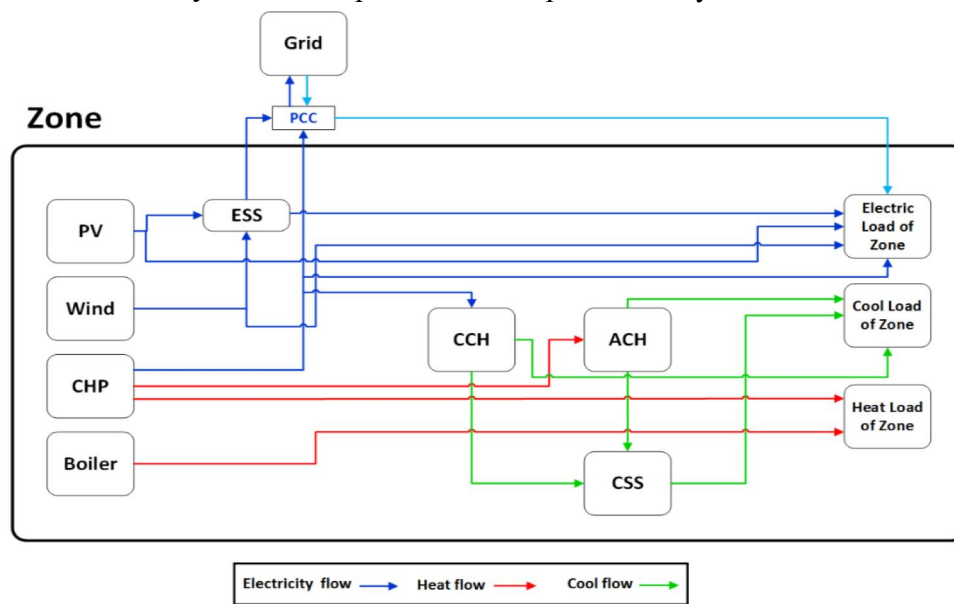 Grid
PCC
Zone
PV
ESS
Electric
Load of
Zone
Wind
CCH
ACH
Cool Load
of Zone
CHP
Heat Load
of Zone
Boiler
CSS
Electricity flow
Heat flow
Cool flow